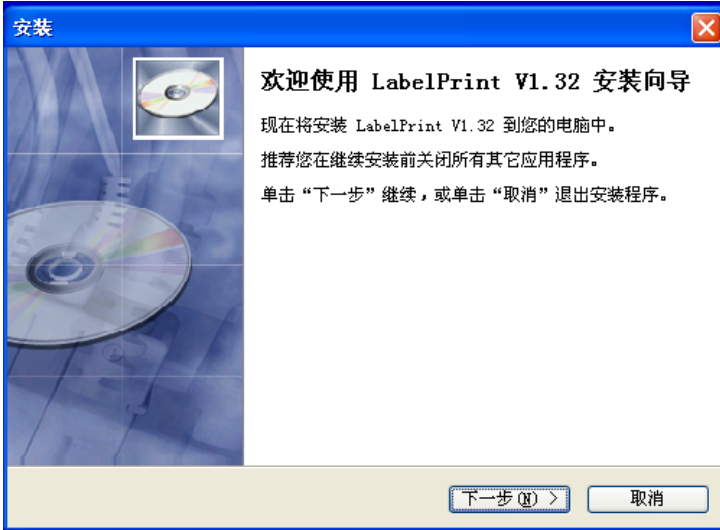 安装
欢迎使用 LabelPrint V1.32 安装向导
现在将安装 LabelPrint V1.32 到您的电脑中。
推荐您在继续安装前关闭所有其它应用程序。
单击“下一步”继续，或单击“取消”退出安装程序。
下一步(N) >
取消